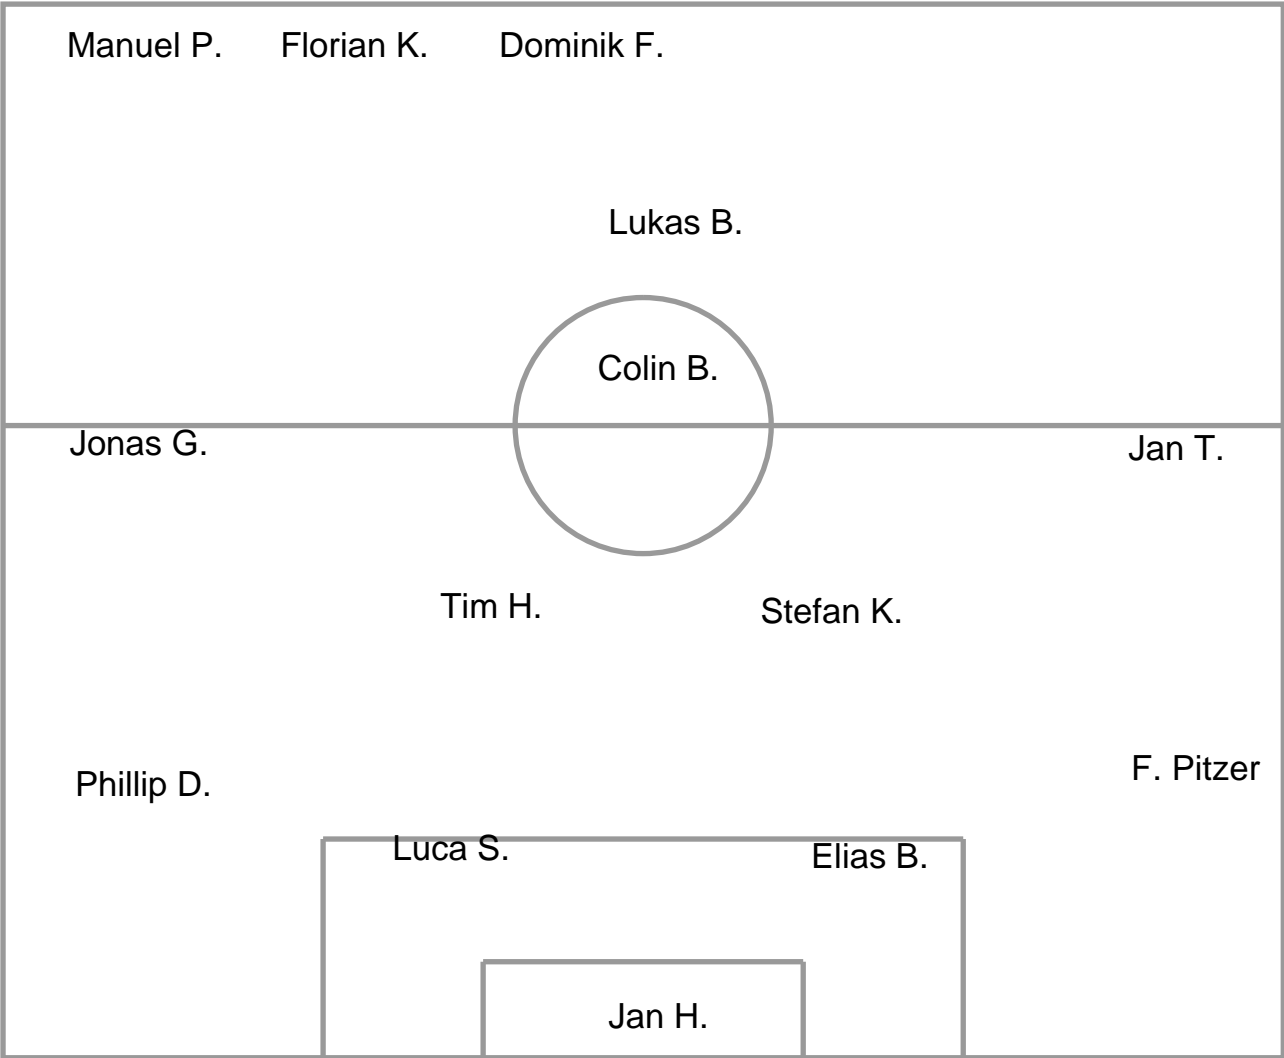 Manuel P. Florian K. Dominik F.
Lukas B.
Colin B.
Jonas G. Jan T.
Tim H. Stefan K.
Phillip D. F. Pitzer
Luca S. Elias B.
Jan H.